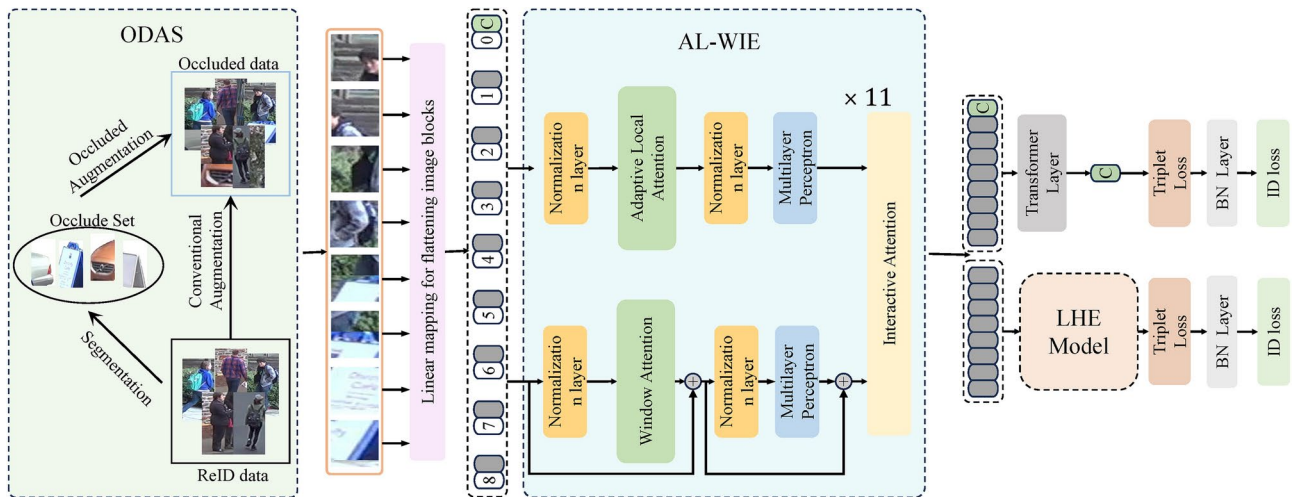 ODAS
Occluded data
Occluded
Augmentation
Occlude Set
Conventional
Augmentation
Segmentation
ReID data
Linear mapping for flattening image blocks
C
0
1
2
3
4
5
6
7
8
AL-WIE
× 11
Normalizatio
n layer
Adaptive Local
Attention
Normalizatio
n layer
Multilayer
Perceptron
Normalizatio
n layer
Window Attention
+
Normalizatio
n layer
Multilayer
Perceptron
+
Interactive Attention
C
Transformer
Layer
C
Triplet
Loss
BN Layer
ID loss
LHE
Model
Triplet
Loss
BN Layer
ID loss